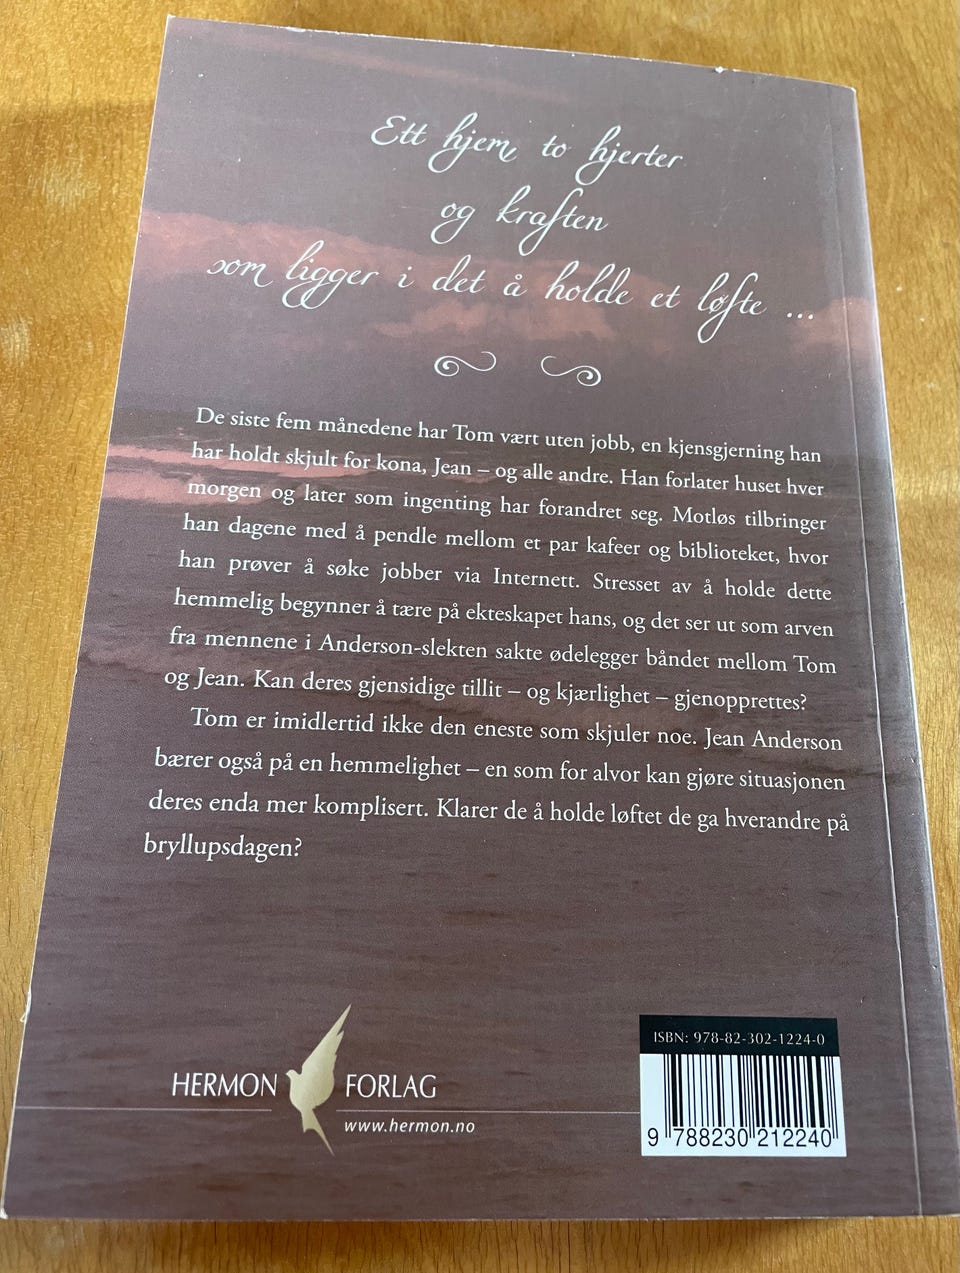 Ett hjem, to hjerter
og kraften
som ligger i det å holde et løfte ...
De siste fem månedene har Tom vært uten jobb, en kjensgjerning han
har holdt skjult for kona, Jean – og alle andre. Han forlater huset hver
morgen og later som ingenting har forandret seg. Motløs tilbringer
han dagene med å pendle mellom et par kafeer og biblioteket, hvor
han prøver å søke jobber via Internett. Stresset av å holde dette
hemmelig begynner å tære på ekteskapet hans, og det ser ut som arven
fra mennene i Anderson-slekten sakte ødelegger båndet mellom Tom
og Jean. Kan deres gjensidige tillit – og kjærlighet – gjenopprettes?
Tom er imidlertid ikke den eneste som skjuler noe. Jean Anderson
bærer også på en hemmelighet – en som for alvor kan gjøre situasjonen
deres enda mer komplisert. Klarer de å holde løftet de ga hverandre på
bryllupsdagen?
HERMON FORLAG
www.hermon.no
ISBN: 978-82-302-1224-0
9 788230 212240